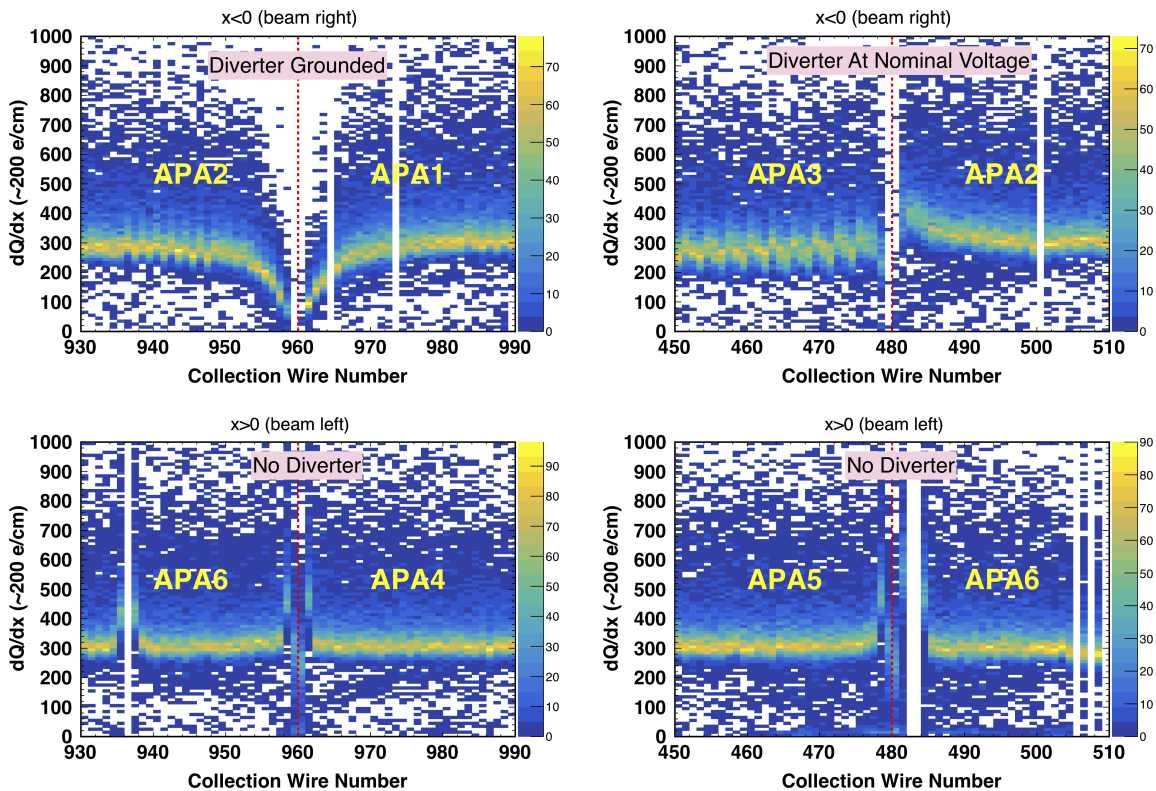 x<0 (beam right)
Diverter Grounded
APA2
APA1
dQ/dx (~200 e/cm)
1000
900
800
700
600
500
400
300
200
100
0
930 940 950 960 970 980 990
Collection Wire Number
70
60
50
40
30
20
10
0
x<0 (beam right)
Diverter At Nominal Voltage
APA3
APA2
dQ/dx (~200 e/cm)
1000
900
800
700
600
500
400
300
200
100
0
450 460 470 480 490 500 510
Collection Wire Number
70
60
50
40
30
20
10
0
x>0 (beam left)
No Diverter
APA6
APA4
dQ/dx (~200 e/cm)
1000
900
800
700
600
500
400
300
200
100
0
930 940 950 960 970 980 990
Collection Wire Number
90
80
70
60
50
40
30
20
10
0
x>0 (beam left)
No Diverter
APA5
APA6
dQ/dx (~200 e/cm)
1000
900
800
700
600
500
400
300
200
100
0
450 460 470 480 490 500 510
Collection Wire Number
90
80
70
60
50
40
30
20
10
0